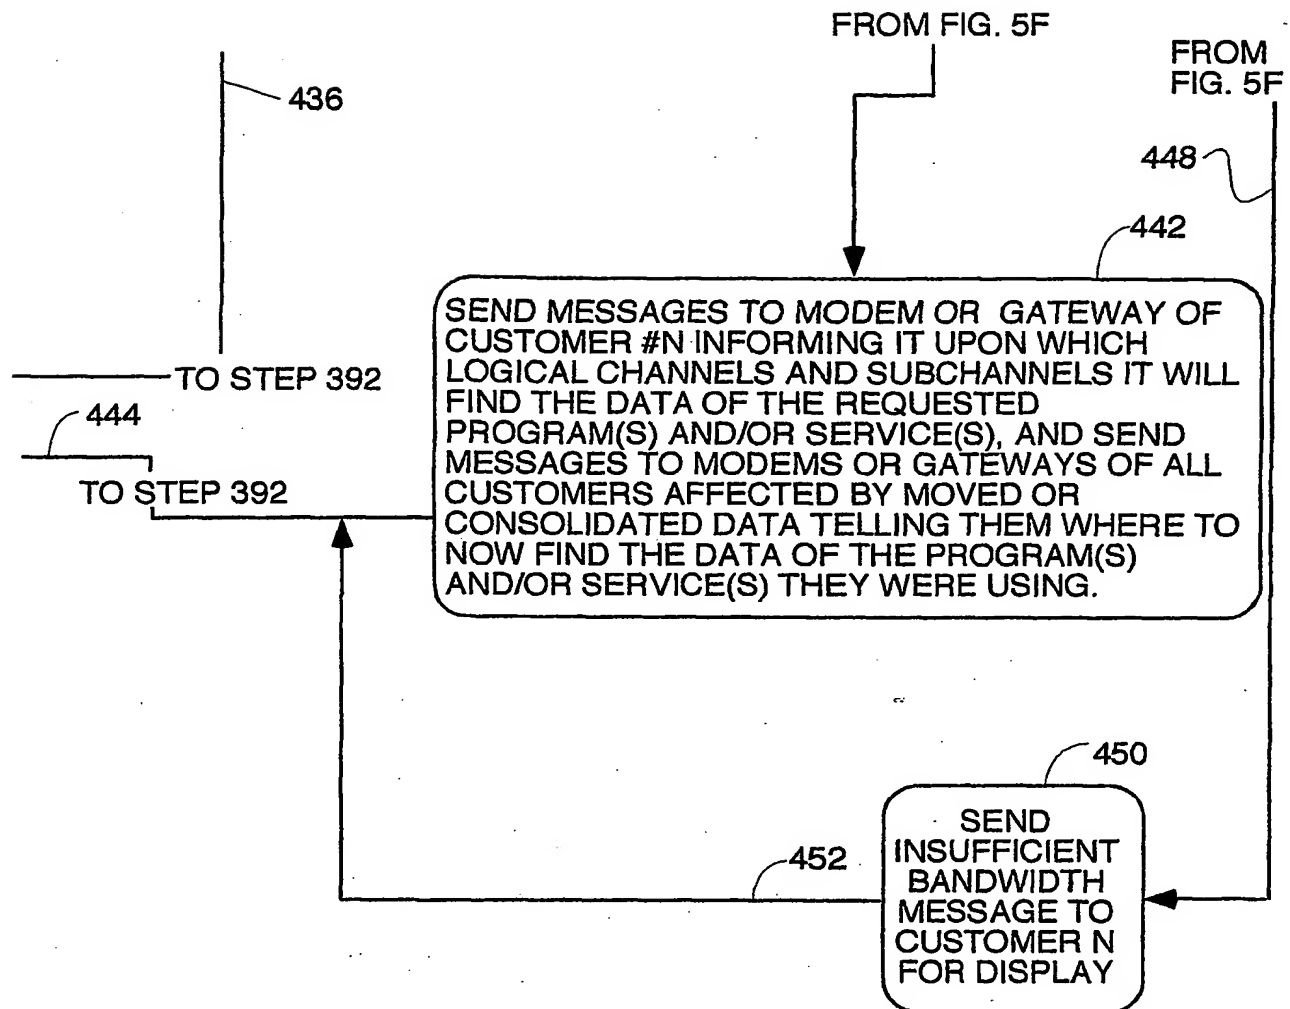 FROM FIG. 5F
FROM
FIG. 5F
436
448
442
SEND MESSAGES TO MODEM OR GATEWAY OF
CUSTOMER #N INFORMING IT UPON WHICH
LOGICAL CHANNELS AND SUBCHANNELS IT WILL
FIND THE DATA OF THE REQUESTED
PROGRAM(S) AND/OR SERVICE(S), AND SEND
MESSAGES TO MODEMS OR GATEWAYS OF ALL
CUSTOMERS AFFECTED BY MOVED OR
CONSOLIDATED DATA TELLING THEM WHERE TO
NOW FIND THE DATA OF THE PROGRAM(S)
AND/OR SERVICE(S) THEY WERE USING.
TO STEP 392
444
TO STEP 392
450
SEND
INSUFFICIENT
BANDWIDTH
MESSAGE TO
CUSTOMER N
FOR DISPLAY
452